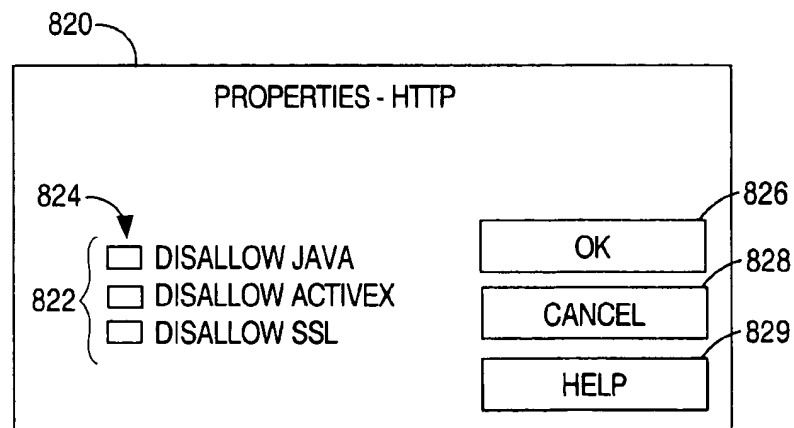 820
PROPERTIES - HTTP
824
826
DISALLOW JAVA
OK
828
822
DISALLOW ACTIVEX
CANCEL
DISALLOW SSL
829
HELP